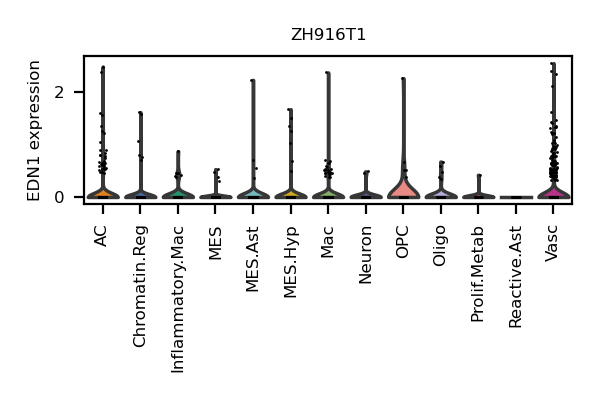 ZH916T1
EDN1 expression
2
0
AC
Chromatin.Reg
Inflammatory.Mac
MES
MES.Ast
MES.Hyp
Mac
Neuron
OPC
Oligo
Prolif.Metab
Reactive.Ast
Vasc